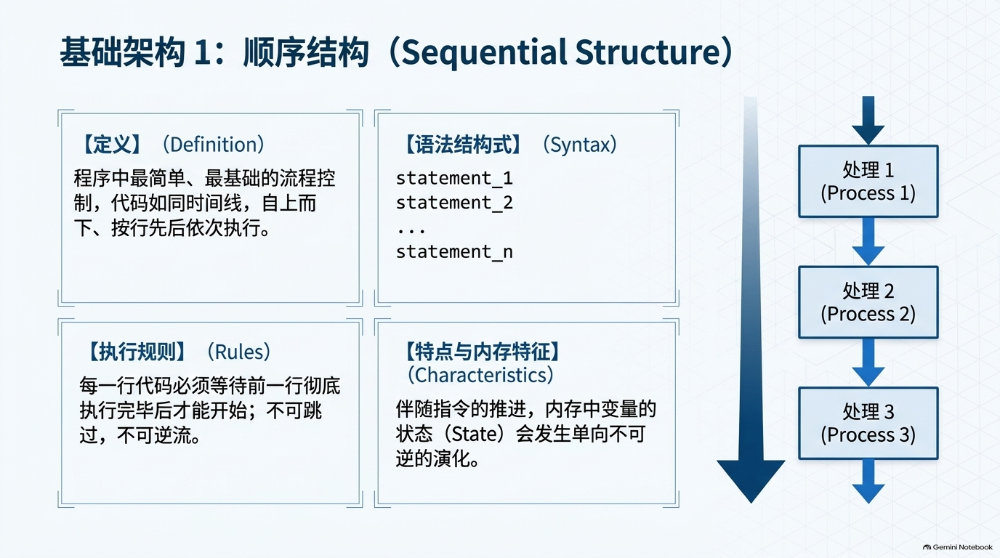 基础架构 1：顺序结构（Sequential Structure）
【定义】（Definition）
程序中最简单、最基础的流程控
制，代码如同时间线，自上而
下、按行先后依次执行。
【语法结构式】（Syntax）
statement_1
statement_2
...
statement_n
【执行规则】（Rules）
每一行代码必须等待前一行彻底
执行完毕后才能开始；不可跳
过，不可逆流。
【特点与内存特征】
（Characteristics）
伴随指令的推进，内存中变量的
状态（State）会发生单向不可
逆的演化。
处理 1
(Process 1)
处理 2
(Process 2)
处理 3
(Process 3)
Gemini Notebook